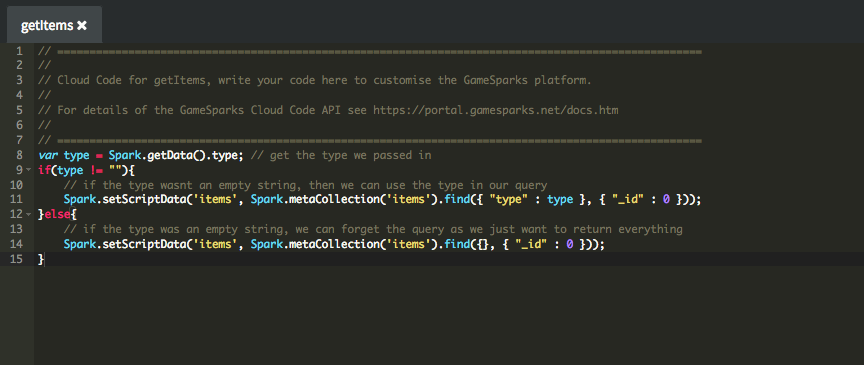 getItems ✖
1 // ====================================================================================================
2 //
3 // Cloud Code for getItems, write your code here to customise the GameSparks platform.
4 //
5 // For details of the GameSparks Cloud Code API see https://portal.gamesparks.net/docs.htm
6 //
7 // ====================================================================================================
8 var type = Spark.getData().type; // get the type we passed in
9 if(type != ""){
10 // if the type wasnt an empty string, then we can use the type in our query
11 Spark.setScriptData('items', Spark.metaCollection('items').find({ "type" : type }, { "_id" : 0 }));
12 }else{
13 // if the type was an empty string, we can forget the query as we just want to return everything
14 Spark.setScriptData('items', Spark.metaCollection('items').find({}, { "_id" : 0 }));
15 }